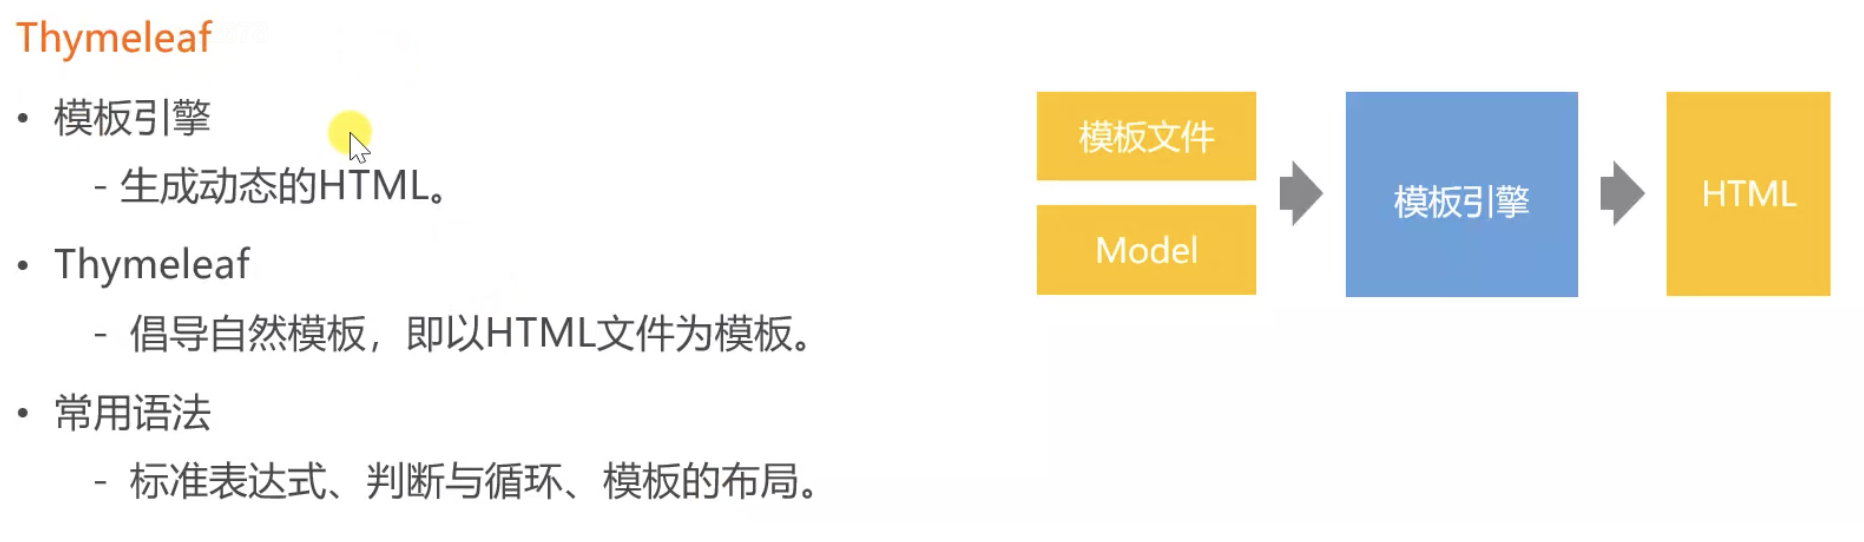 Thymeleaf
• 模板引擎
- 生成动态的HTML。
• Thymeleaf
- 倡导自然模板，即以HTML文件为模板。
• 常用语法
- 标准表达式、判断与循环、模板的布局。
模板文件
Model
模板引擎
HTML